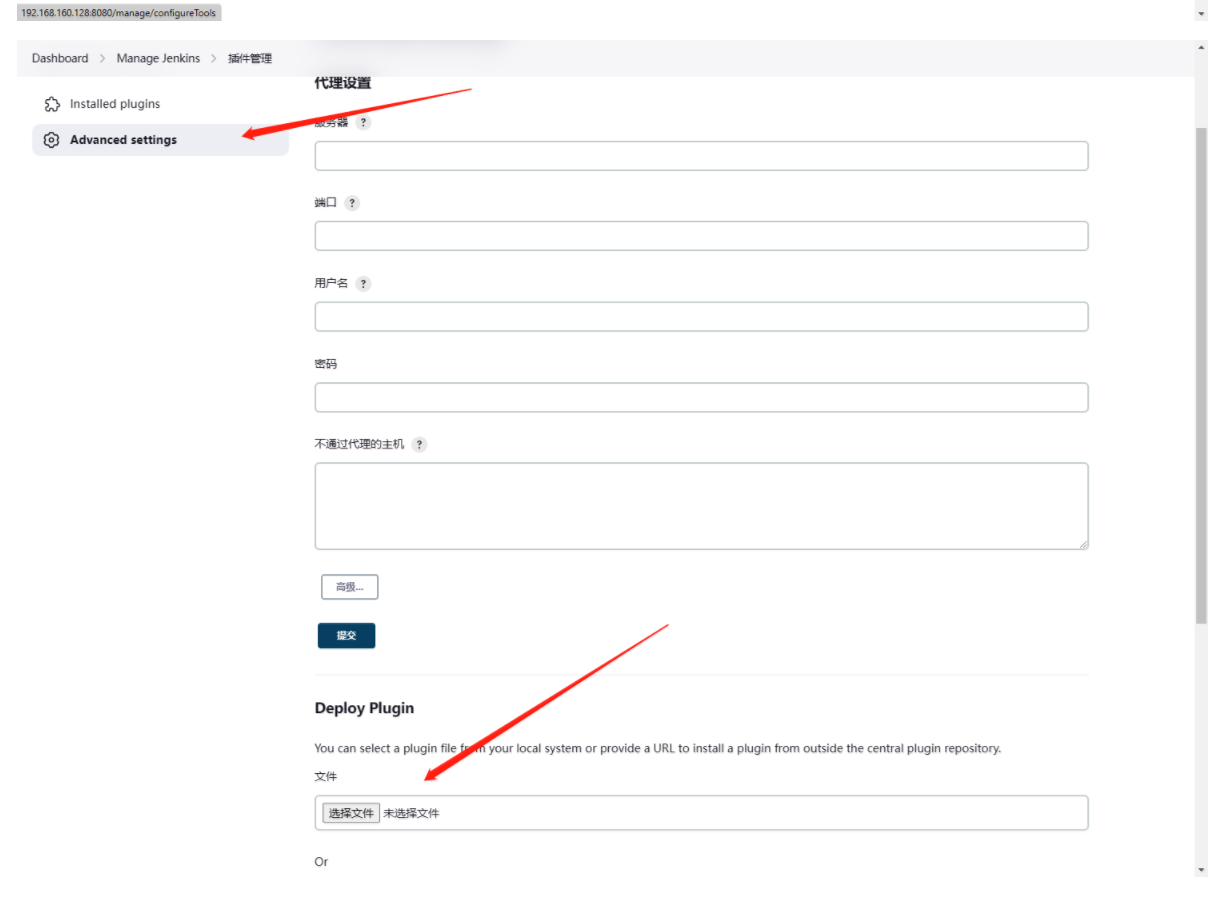 192.168.160.128:8080/manage/configureTools
Dashboard > Manage Jenkins > 插件管理
Installed plugins
Advanced settings
代理设置
服务器 ?
端口 ?
用户名 ?
密码
不通过代理的主机 ?
高级...
提交
Deploy Plugin
You can select a plugin file from your local system or provide a URL to install a plugin from outside the central plugin repository.
文件
选择文件 未选择文件
Or